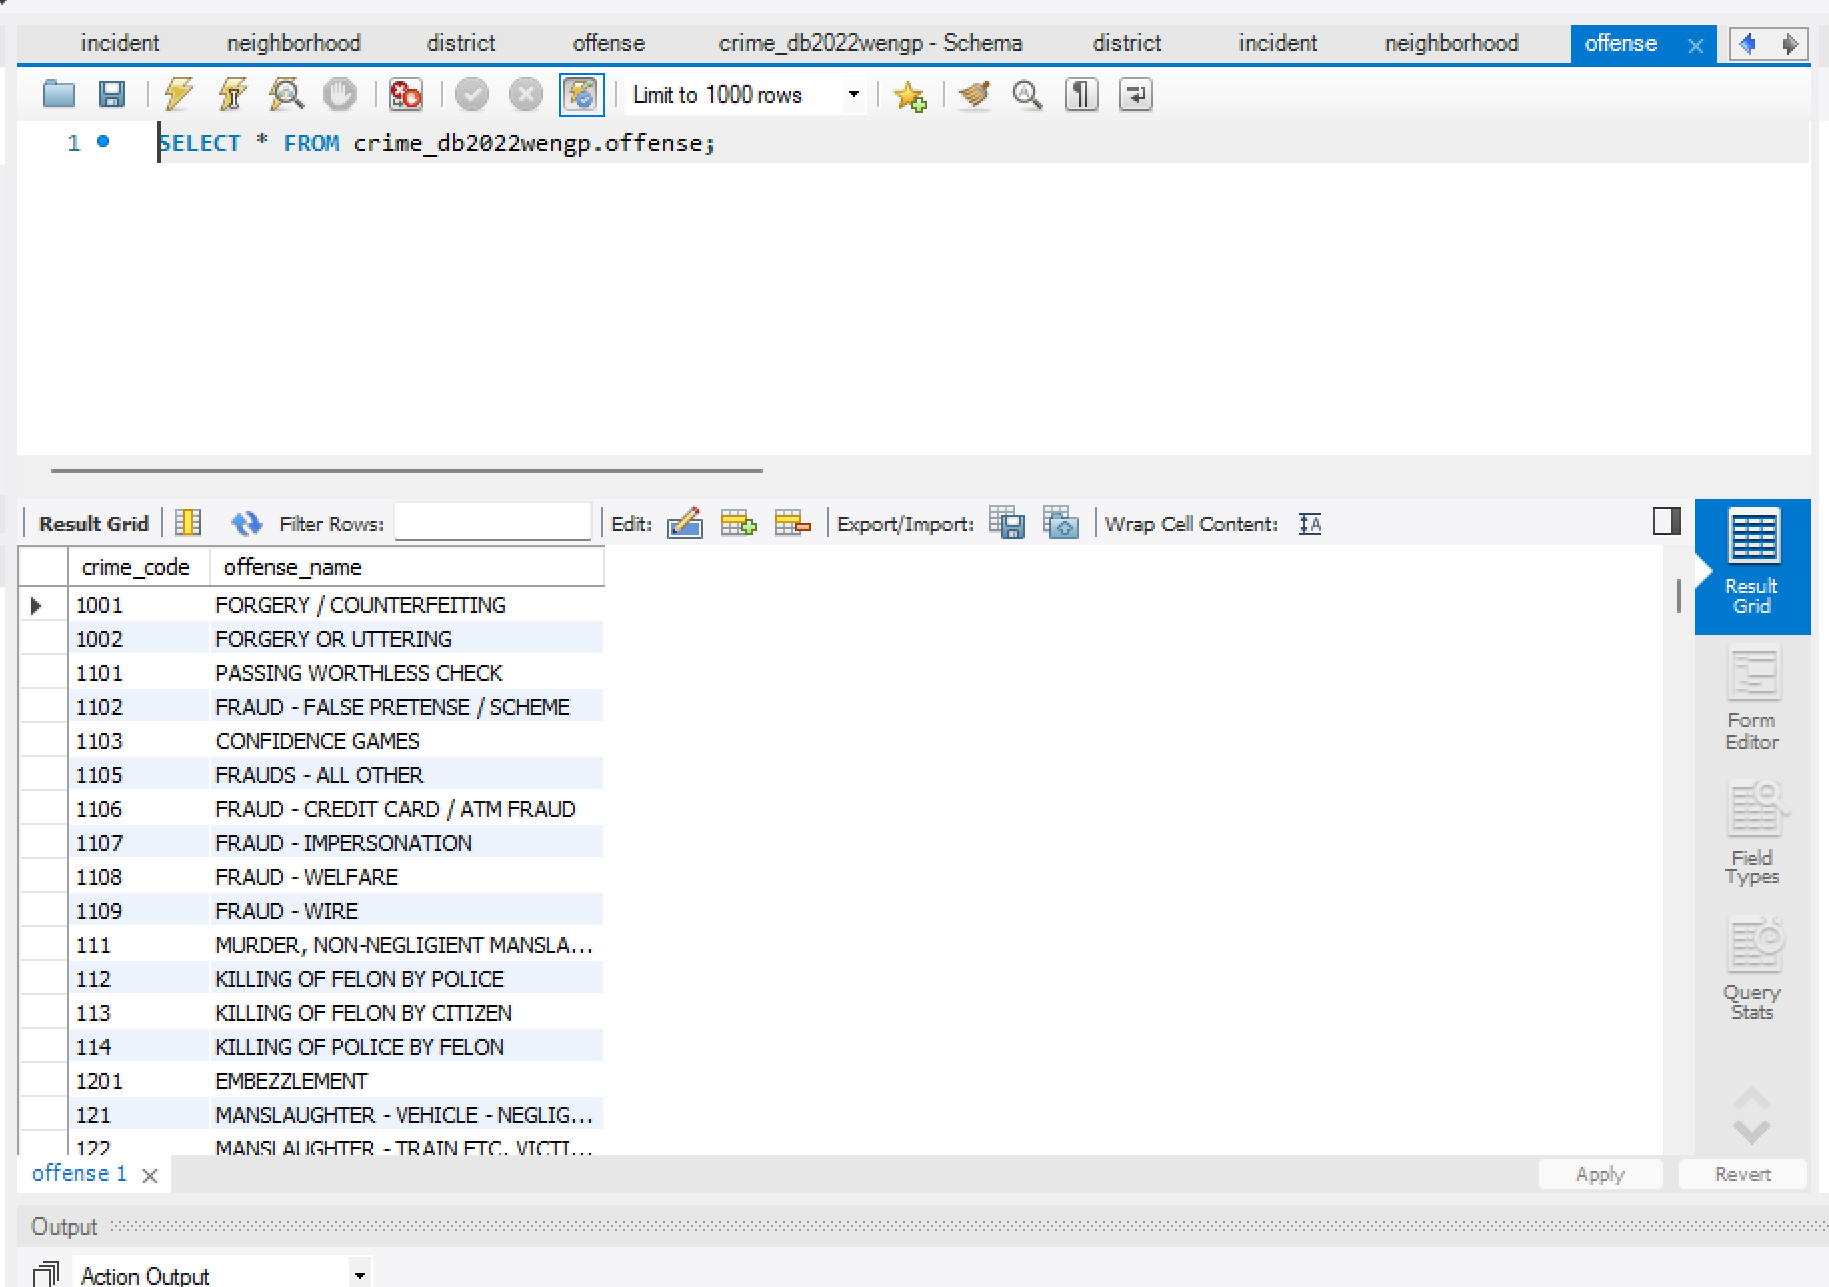 incident neighborhood district offense crime_db2022wengp - Schema district incident neighborhood offense
Limit to 1000 rows
1 SELECT * FROM crime_db2022wengp.offense;
Result Grid Filter Rows: Edit: Export/Import: Wrap Cell Content:
crime_code offense_name
1001 FORGERY / COUNTERFEITING
1002 FORGERY OR UTTERING
1101 PASSING WORTHLESS CHECK
1102 FRAUD - FALSE PRETENSE / SCHEME
1103 CONFIDENCE GAMES
1105 FRAUDS - ALL OTHER
1106 FRAUD - CREDIT CARD / ATM FRAUD
1107 FRAUD - IMPERSONATION
1108 FRAUD - WELFARE
1109 FRAUD - WIRE
111 MURDER, NON-NEGLIGIENT MANSLA...
112 KILLING OF FELON BY POLICE
113 KILLING OF FELON BY CITIZEN
114 KILLING OF POLICE BY FELON
1201 EMBEZZLEMENT
121 MANSLAUGHTER - VEHICLE - NEGLIG...
122 MANSLAUGHTER - TRAIN ETC. VICTI...
Result
Grid
Form
Editor
Field
Types
Query
Stats
offense 1 Apply Revert
Output
Action Output